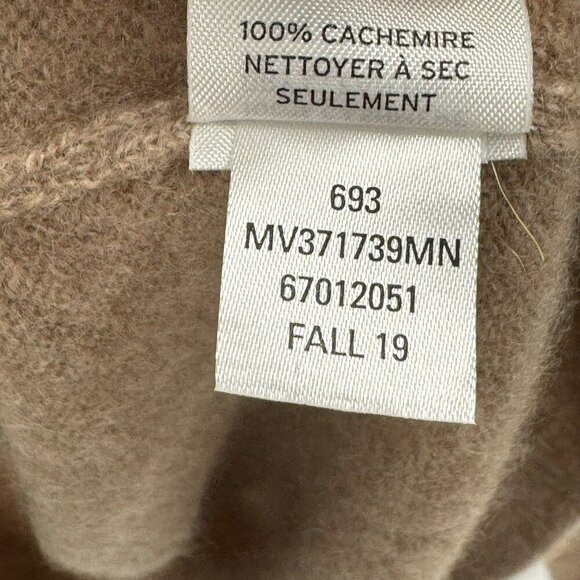 100% CACHEMIRE
NETTOYER À SEC
SEULEMENT
693
MV371739MN
67012051
FALL 19